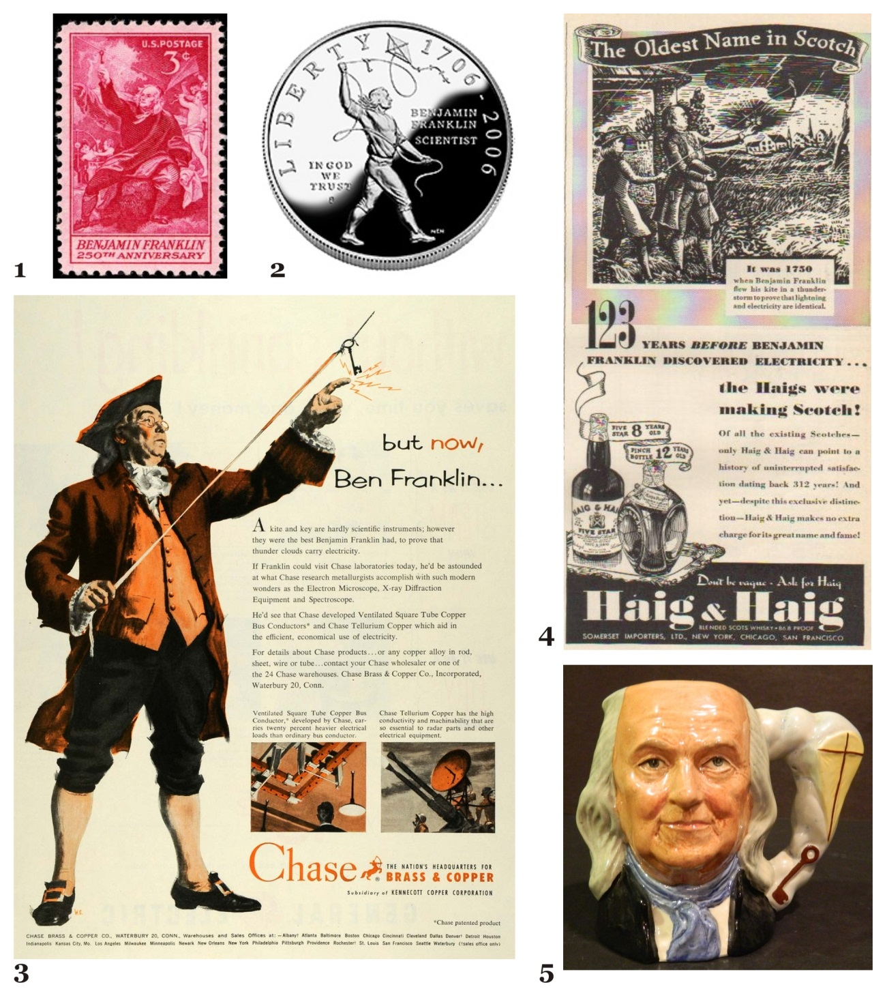 U.S.POSTAGE
3¢
BENJAMIN FRANKLIN
250TH ANNIVERSARY
1
LIBERTY
1706-2006
BENJAMIN
FRANKLIN
SCIENTIST
IN GOD
WE
TRUST
S
2
The Oldest Name in Scotch
It was 1750
when Benjamin Franklin
flew his kite in a thunder-
storm to prove that lightning
and electricity are identical.
123 YEARS BEFORE BENJAMIN
FRANKLIN DISCOVERED ELECTRICITY...
the Haigs were
making Scotch!
FIVE STAR 8 YEARS OLD
PINCH BOTTLE 12 YEARS OLD
Of all the existing Scotches—
only Haig & Haig can point to a
history of uninterrupted satisfac-
tion dating back 312 years! And
yet—despite this exclusive distinc-
tion—Haig & Haig makes no extra
charge for its great name and fame!
HAIG & HAIG
FIVE STAR
Don't be vague - Ask for Haig
Haig & Haig
BLENDED SCOTS WHISKY • 86.8 PROOF
SOMERSET IMPORTERS, LTD., NEW YORK, CHICAGO, SAN FRANCISCO
4
but now,
Ben Franklin...
A kite and key are hardly scientific instruments; however
they were the best Benjamin Franklin had, to prove that
thunder clouds carry electricity.
If Franklin could visit Chase laboratories today, he'd be astounded
at what Chase research metallurgists accomplish with such modern
wonders as the Electron Microscope, X-ray Diffraction
Equipment and Spectroscope.
He'd see that Chase developed Ventilated Square Tube Copper
Bus Conductors* and Chase Tellurium Copper which aid in
the efficient, economical use of electricity.
For details about Chase products...or any copper alloy in rod,
sheet, wire or tube...contact your Chase wholesaler or one of
the 24 Chase warehouses. Chase Brass & Copper Co., Incorporated,
Waterbury 20, Conn.
Ventilated Square Tube Copper Bus
Conductor,* developed by Chase, car-
ries twenty percent heavier electrical
loads than ordinary bus conductor.
Chase Tellurium Copper has the high
conductivity and machinability that are
so essential to radar parts and other
electrical equipment.
Chase ®
THE NATION'S HEADQUARTERS FOR
BRASS & COPPER
Subsidiary of KENNECOTT COPPER CORPORATION
W.G.
*Chase patented product
CHASE BRASS & COPPER CO., WATERBURY 20, CONN., Warehouses and Sales Offices at: —Albany† Atlanta Baltimore Boston Chicago Cincinnati Cleveland Dallas Denver† Detroit Houston
Indianapolis Kansas City, Mo. Los Angeles Milwaukee Minneapolis Newark New Orleans New York Philadelphia Pittsburgh Providence Rochester† St. Louis San Francisco Seattle Waterbury (†sales office only)
3
5